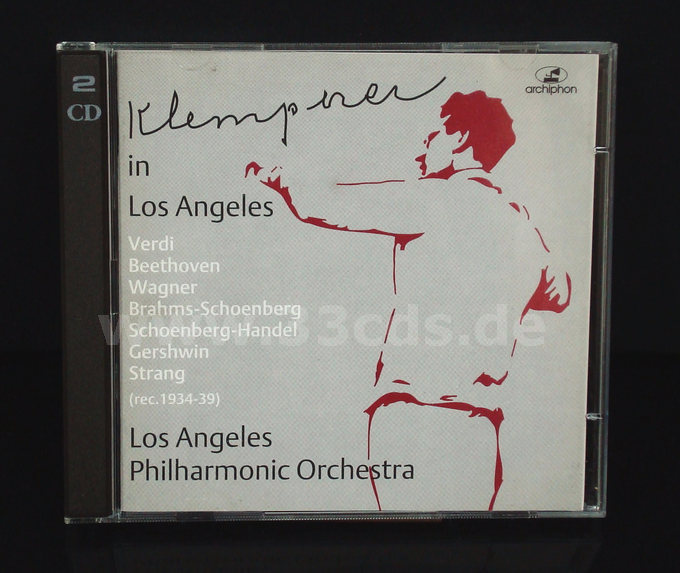 2
CD
Klemperer
archiphon
in
Los Angeles
Verdi
Beethoven
Wagner
Brahms-Schoenberg
Schoenberg-Handel
Gershwin
Strang
(rec.1934-39)
Los Angeles
Philharmonic Orchestra